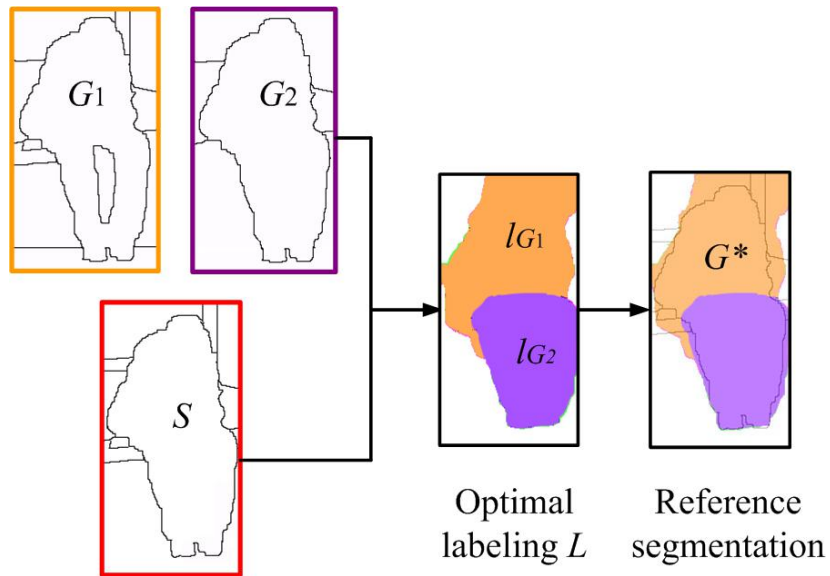 G1
G2
S
lG1
lG2
G*
Optimal
labeling L
Reference
segmentation